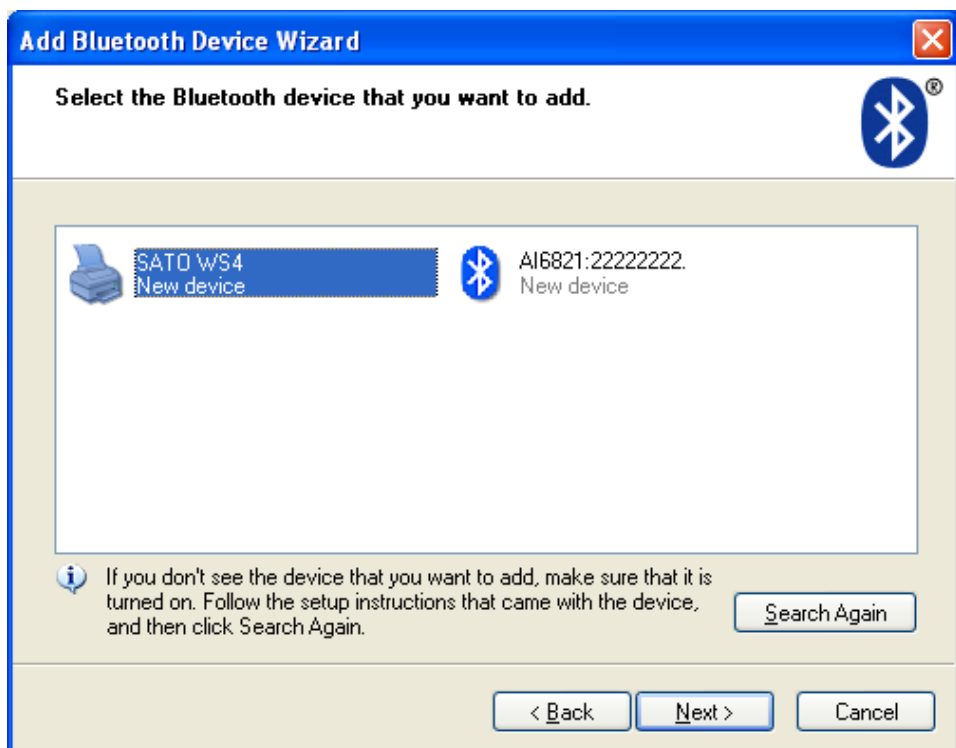 Add Bluetooth Device Wizard
Select the Bluetooth device that you want to add.
®
SATO WS4
New device
AI6821:22222222.
New device
If you don't see the device that you want to add, make sure that it is
turned on. Follow the setup instructions that came with the device,
and then click Search Again.
Search Again
< Back
Next >
Cancel